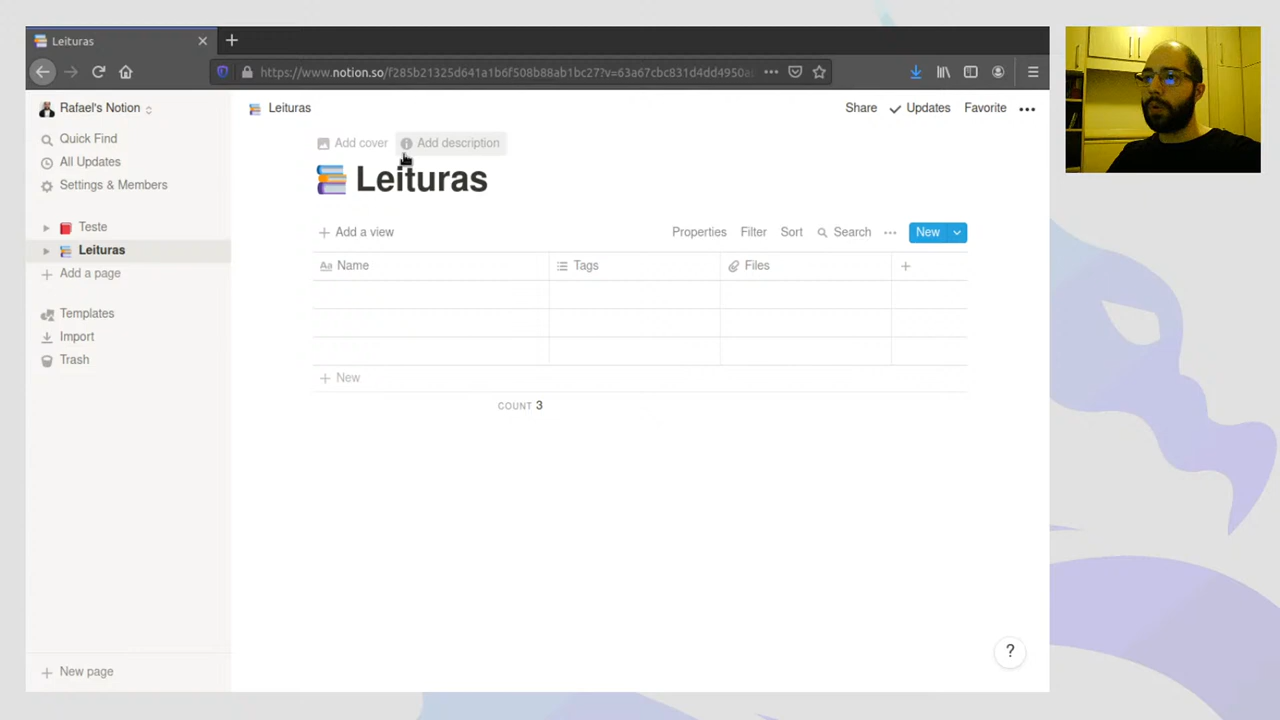 Leituras
https://www.notion.so/f285b21325d641a1b6f508b88ab1bc27?v=63a67cbc831d4dd4950a
Rafael's Notion
Leituras
Share
Updates
Favorite
Quick Find
All Updates
Settings & Members
Add cover
Add description
Leituras
Teste
Leituras
Add a page
Add a view
Properties
Filter
Sort
Search
New
Aa Name
Tags
Files
New
COUNT 3
Templates
Import
Trash
New page
?